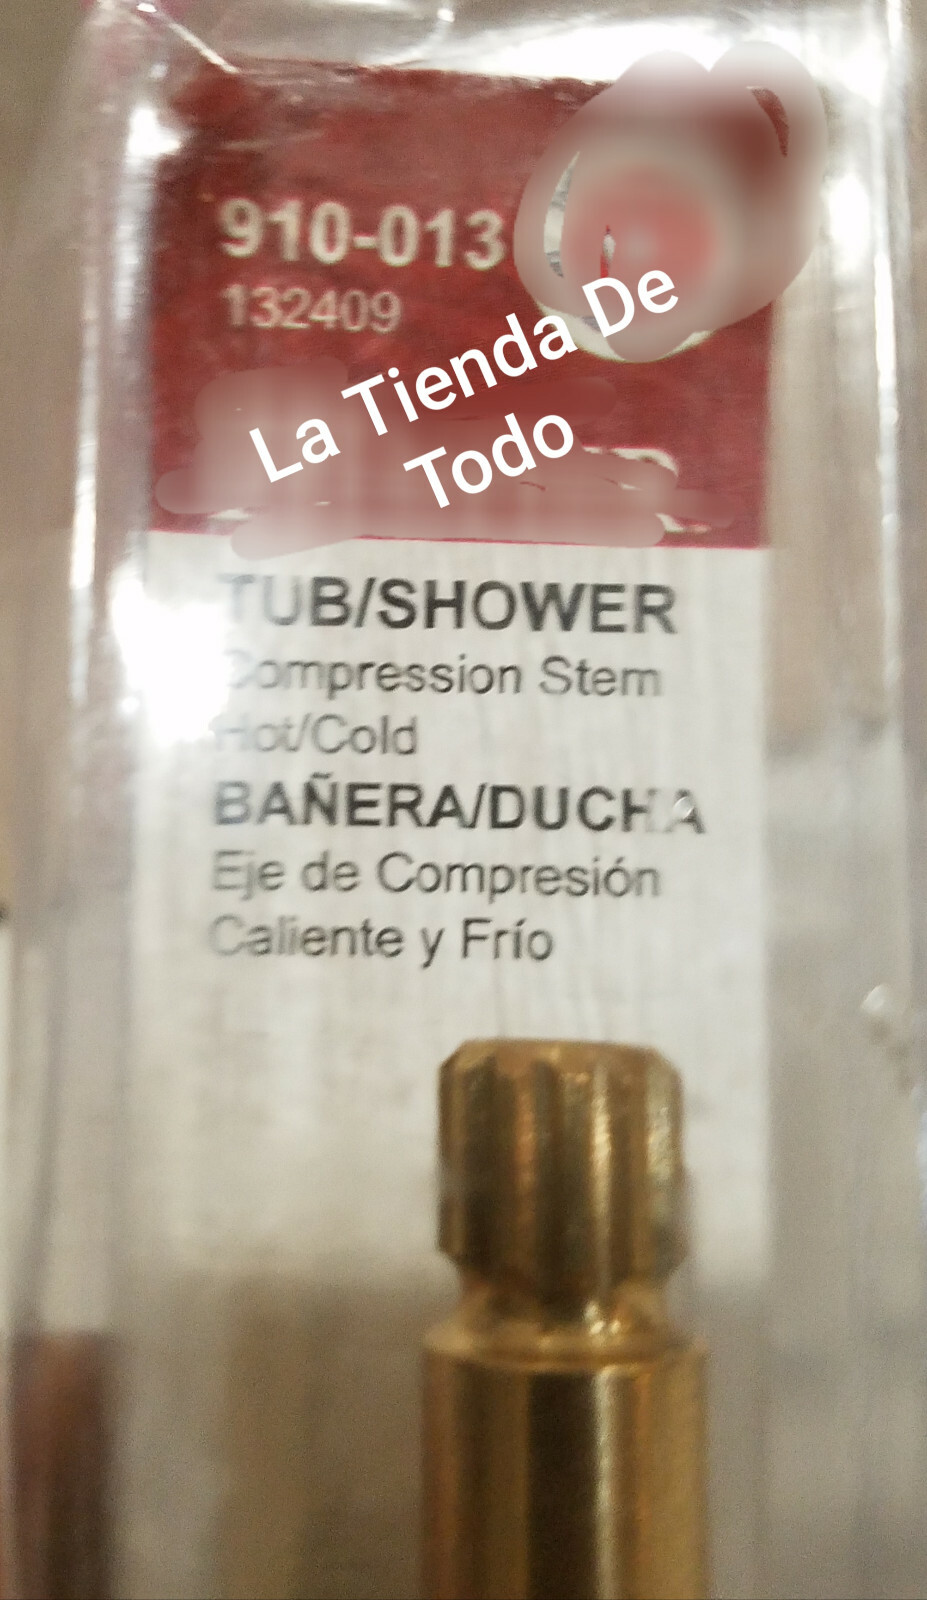 910-013
132409
La Tienda De
Todo
TUB/SHOWER
Compression Stem
Hot/Cold
BAÑERA/DUCHA
Eje de Compresión
Caliente y Frío